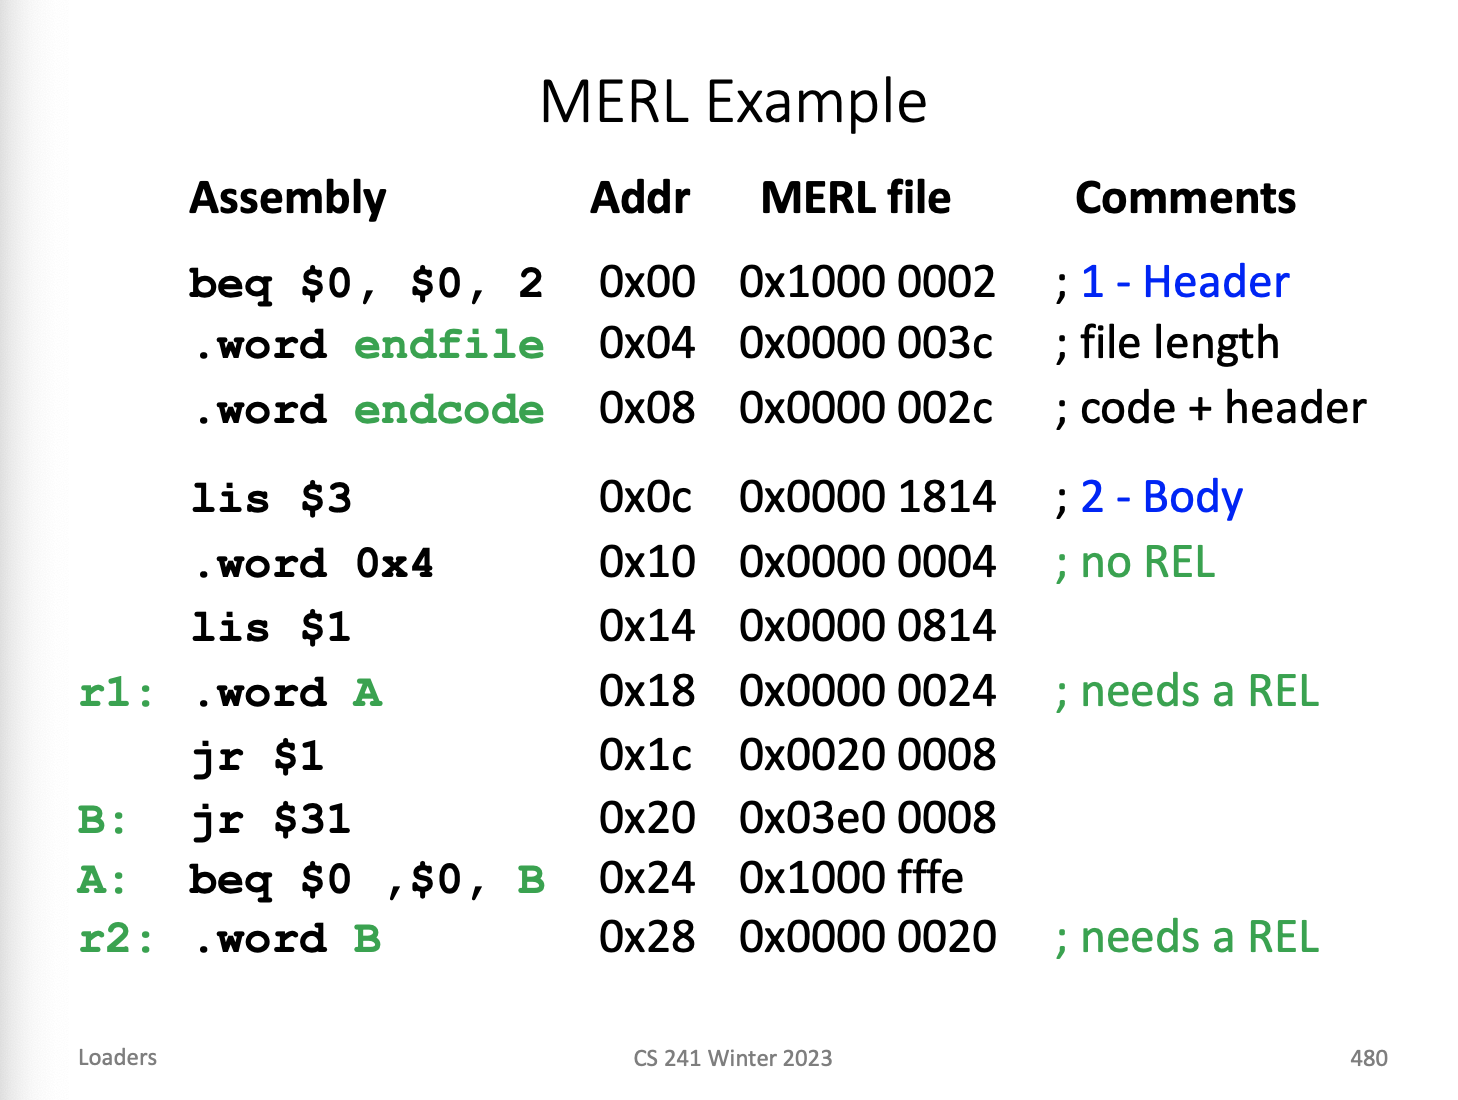 MERL Example
Assembly Addr MERL file Comments
beq $0, $0, 2 0x00 0x1000 0002 ; 1 - Header
.word endfile 0x04 0x0000 003c ; file length
.word endcode 0x08 0x0000 002c ; code + header
lis $3 0x0c 0x0000 1814 ; 2 - Body
.word 0x4 0x10 0x0000 0004 ; no REL
lis $1 0x14 0x0000 0814
r1: .word A 0x18 0x0000 0024 ; needs a REL
jr $1 0x1c 0x0020 0008
B: jr $31 0x20 0x03e0 0008
A: beq $0 ,$0, B 0x24 0x1000 fffe
r2: .word B 0x28 0x0000 0020 ; needs a REL
Loaders CS 241 Winter 2023 480